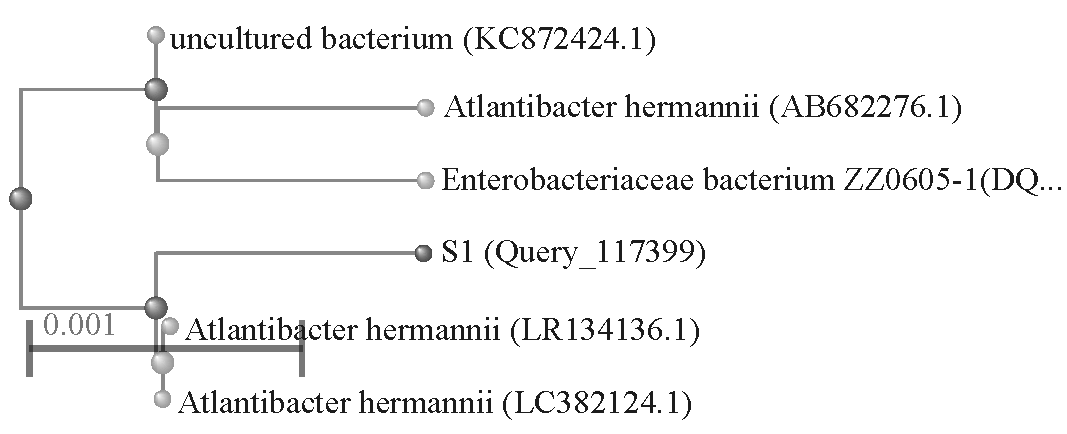 uncultured bacterium (KC872424.1)
Atlantibacter hermannii (AB682276.1)
Enterobacteriaceae bacterium ZZ0605-1(DQ...
S1 (Query_117399)
0.001
Atlantibacter hermannii (LR134136.1)
Atlantibacter hermannii (LC382124.1)